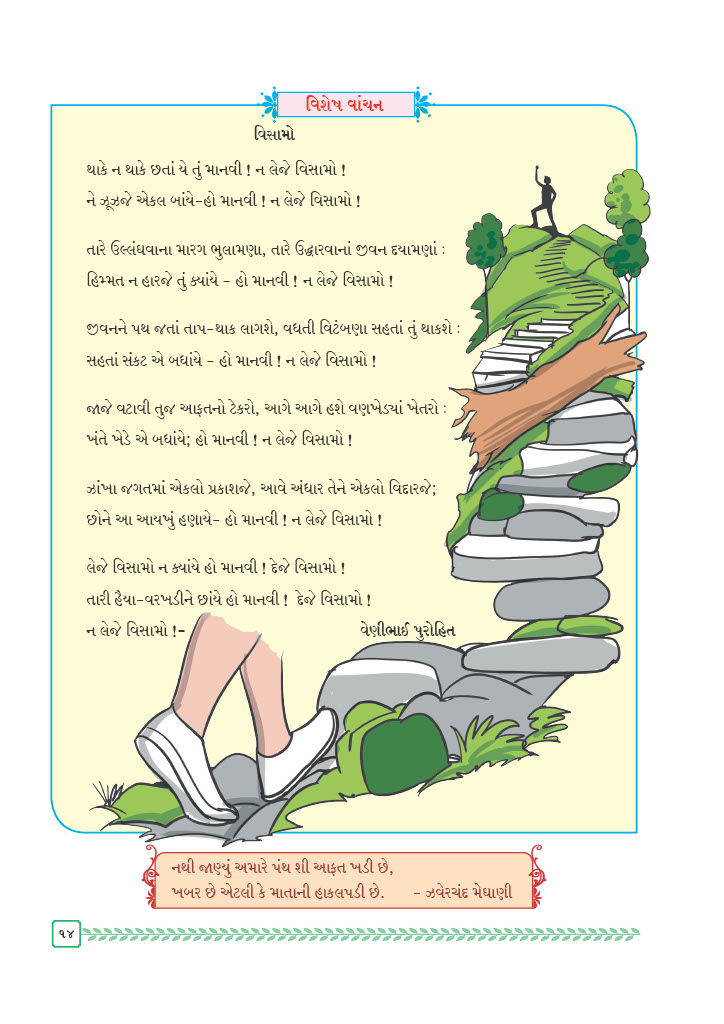 વિશેષ વાંચન
વિસામો
થાકે ન થાકે છતાં યે તું માનવી ! ન લેજે વિસામો !
ને ઝૂઝજે એકલ બાંયે-હો માનવી ! ન લેજે વિસામો !
તારે ઉલ્લંઘવાના મારગ ભુલામણા, તારે ઉદ્ધારવાનાં જીવન દયામણાં :
હિમ્મત ન હારજે તું ક્યાંયે - હો માનવી ! ન લેજે વિસામો !
જીવનને પથ જતાં તાપ-થાક લાગશે, વધતી વિટંબણા સહતાં તું થાકશે :
સહતાં સંકટ એ બધાંયે - હો માનવી ! ન લેજે વિસામો !
જાજે વટાવી તુજ આફતનો ટેકરો, આગે આગે હશે વણખેડ્યાં ખેતરો :
ખંતે ખેડે એ બધાંયે; હો માનવી ! ન લેજે વિસામો !
ઝાંખા જગતમાં એકલો પ્રકાશજે, આવે અંધાર તેને એકલો વિદારજે;
છોને આ આયખું હણાયે- હો માનવી ! ન લેજે વિસામો !
લેજે વિસામો ન ક્યાંયે હો માનવી ! દેજે વિસામો !
તારી હૈયા-વરખડીને છાંયે હો માનવી ! દેજે વિસામો !
ન લેજે વિસામો !- વેણીભાઈ પુરોહિત
નથી જાણ્યું અમારે પંથ શી આફત ખડી છે,
ખબર છે એટલી કે માતાની હાકલપડી છે. - ઝવેરચંદ મેઘાણી
૧૪